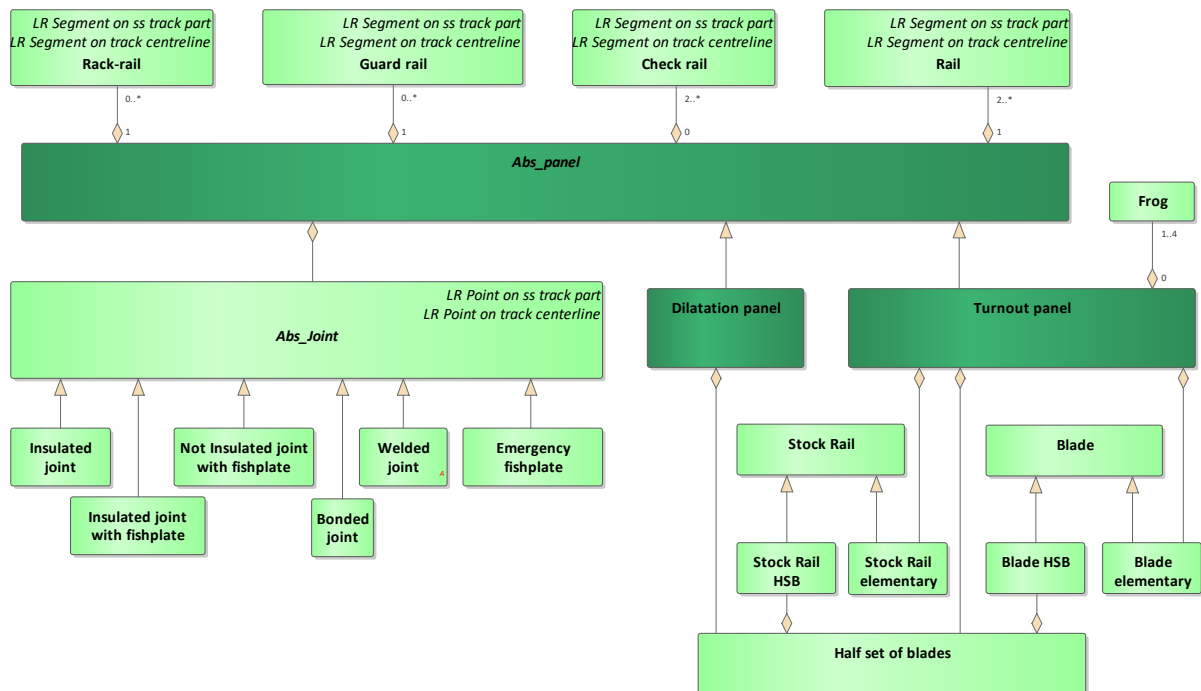 LR Segment on ss track part
LR Segment on track centreline
Rack-rail
LR Segment on ss track part
LR Segment on track centreline
Guard rail
LR Segment on ss track part
LR Segment on track centreline
Check rail
LR Segment on ss track part
LR Segment on track centreline
Rail
0..*
0..*
2..*
2..*
1
1
0
1
Abs_panel
Frog
1..4
0
LR Point on ss track part
LR Point on track centerline
Abs_Joint
Dilatation panel
Turnout panel
Insulated
joint
Not Insulated joint
with fishplate
Welded
joint
A
Emergency
fishplate
Stock Rail
Blade
Insulated joint
with fishplate
Bonded
joint
Stock Rail
HSB
Stock Rail
elementary
Blade HSB
Blade
elementary
Half set of blades